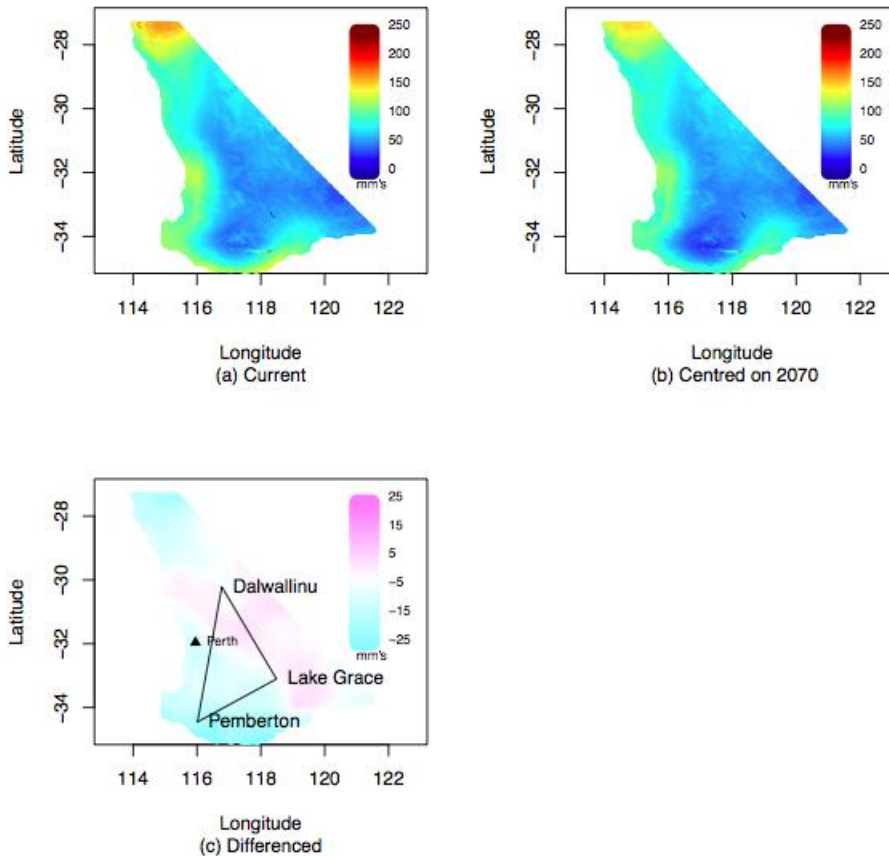 250
200
150
100
50
0
mm's
-28
-30
-32
-34
Latitude
114 116 118 120 122
Longitude
(a) Current
250
200
150
100
50
0
mm's
-28
-30
-32
-34
Latitude
114 116 118 120 122
Longitude
(b) Centred on 2070
25
15
5
-5
-15
-25
mm's
-28
-30
-32
-34
Latitude
Dalwallinu
Perth
Lake Grace
Pemberton
114 116 118 120 122
Longitude
(c) Differenced